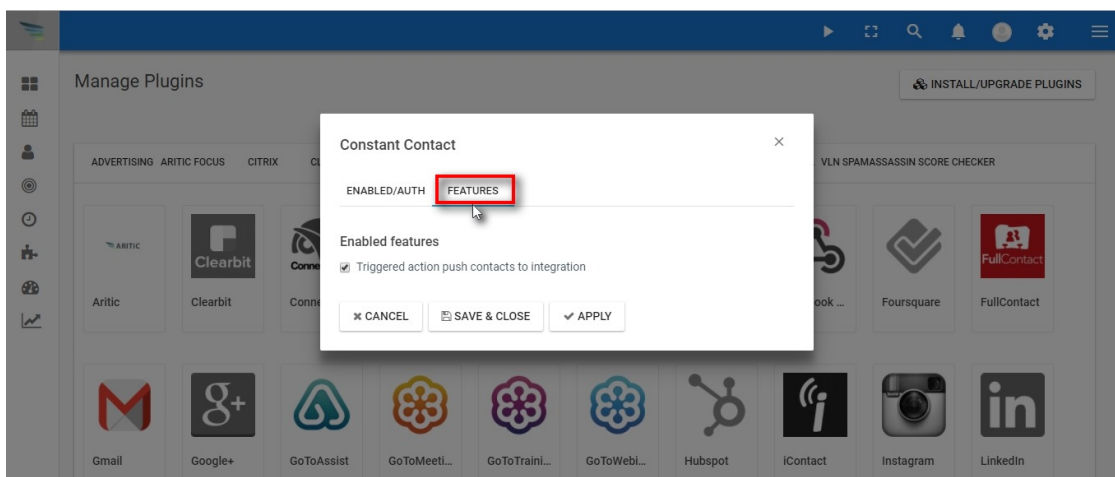 Manage Plugins
INSTALL/UPGRADE PLUGINS
ADVERTISING ARITIC FOCUS CITRIX
VLN SPAMASSASSIN SCORE CHECKER
Constant Contact
ENABLED/AUTH FEATURES
Enabled features
Triggered action push contacts to integration
CANCEL SAVE & CLOSE APPLY
ARITIC
Clearbit
FullContact
Aritic Clearbit Conne ook ... Foursquare FullContact
Gmail Google+ GoToAssist GoToMeeti... GoToTraini... GoToWebi... Hubspot iContact Instagram LinkedIn